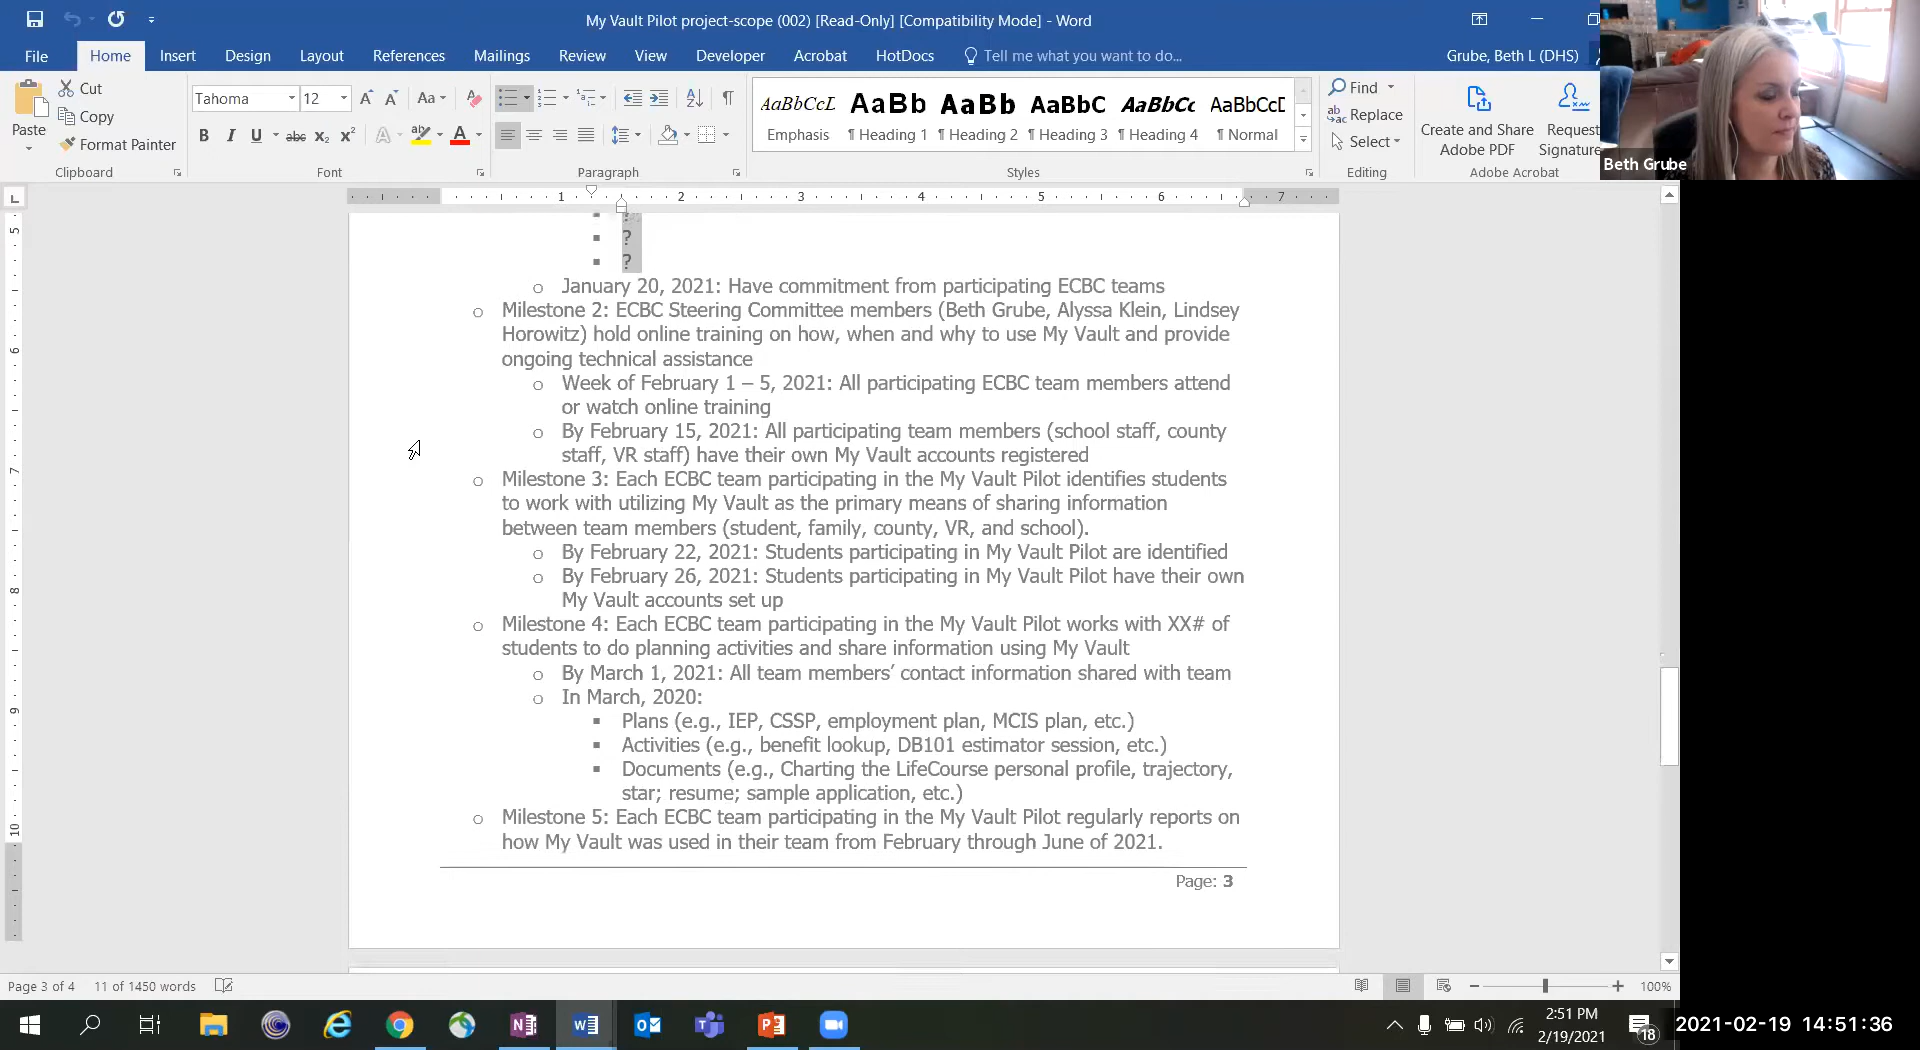 My Vault Pilot project-scope (002) [Read-Only] [Compatibility Mode] - Word
File Home Insert Design Layout References Mailings Review View Developer Acrobat HotDocs Tell me what you want to do... Grube, Beth L (DHS)
Paste Cut Copy Format Painter
Clipboard
Tahoma 12
Font
Paragraph
AaBbCcD AaBb AaBb AaBbC AaBbCc AaBbCcD
Emphasis ¶ Heading 1 ¶ Heading 2 ¶ Heading 3 ¶ Heading 4 ¶ Normal
Styles
Find
Replace
Select
Editing
Create and Share Adobe PDF
Request Signature
Adobe Acrobat
Beth Grube
1 2 3 4 5 6 7
5 6 7 8 9 10
?
?
January 20, 2021: Have commitment from participating ECBC teams
Milestone 2: ECBC Steering Committee members (Beth Grube, Alyssa Klein, Lindsey
Horowitz) hold online training on how, when and why to use My Vault and provide
ongoing technical assistance
Week of February 1 – 5, 2021: All participating ECBC team members attend
or watch online training
By February 15, 2021: All participating team members (school staff, county
staff, VR staff) have their own My Vault accounts registered
Milestone 3: Each ECBC team participating in the My Vault Pilot identifies students
to work with utilizing My Vault as the primary means of sharing information
between team members (student, family, county, VR, and school).
By February 22, 2021: Students participating in My Vault Pilot are identified
By February 26, 2021: Students participating in My Vault Pilot have their own
My Vault accounts set up
Milestone 4: Each ECBC team participating in the My Vault Pilot works with XX# of
students to do planning activities and share information using My Vault
By March 1, 2021: All team members’ contact information shared with team
In March, 2020:
Plans (e.g., IEP, CSSP, employment plan, MCIS plan, etc.)
Activities (e.g., benefit lookup, DB101 estimator session, etc.)
Documents (e.g., Charting the LifeCourse personal profile, trajectory,
star; resume; sample application, etc.)
Milestone 5: Each ECBC team participating in the My Vault Pilot regularly reports on
how My Vault was used in their team from February through June of 2021.
Page: 3
Page 3 of 4 11 of 1450 words 100%
2:51 PM
2/19/2021
18
2021-02-19 14:51:36